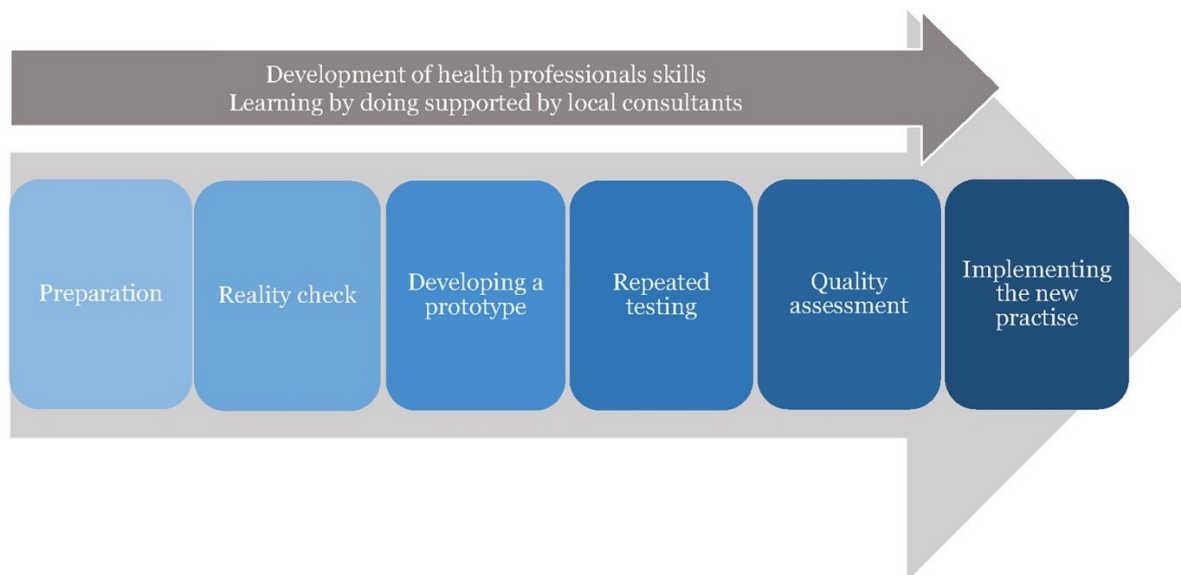 Development of health professionals skills
Learning by doing supported by local consultants
Preparation
Reality check
Developing a
prototype
Repeated
testing
Quality
assessment
Implementing
the new
practise